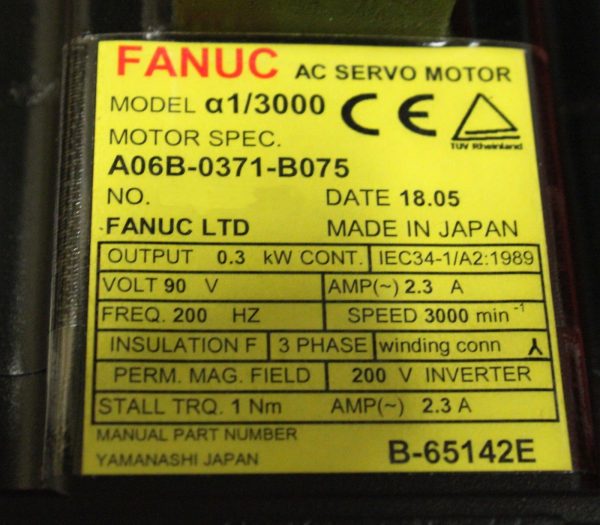 FANUC AC SERVO MOTOR
MODEL α1/3000
CE
TUV Rheinland
MOTOR SPEC.
A06B-0371-B075
NO. DATE 18.05
FANUC LTD MADE IN JAPAN
OUTPUT 0.3 kW CONT. IEC34-1/A2:1989
VOLT 90 V AMP(~) 2.3 A
FREQ. 200 HZ SPEED 3000 min⁻¹
INSULATION F 3 PHASE winding conn
PERM. MAG. FIELD 200 V INVERTER
STALL TRQ. 1 Nm AMP(~) 2.3 A
MANUAL PART NUMBER
YAMANASHI JAPAN B-65142E